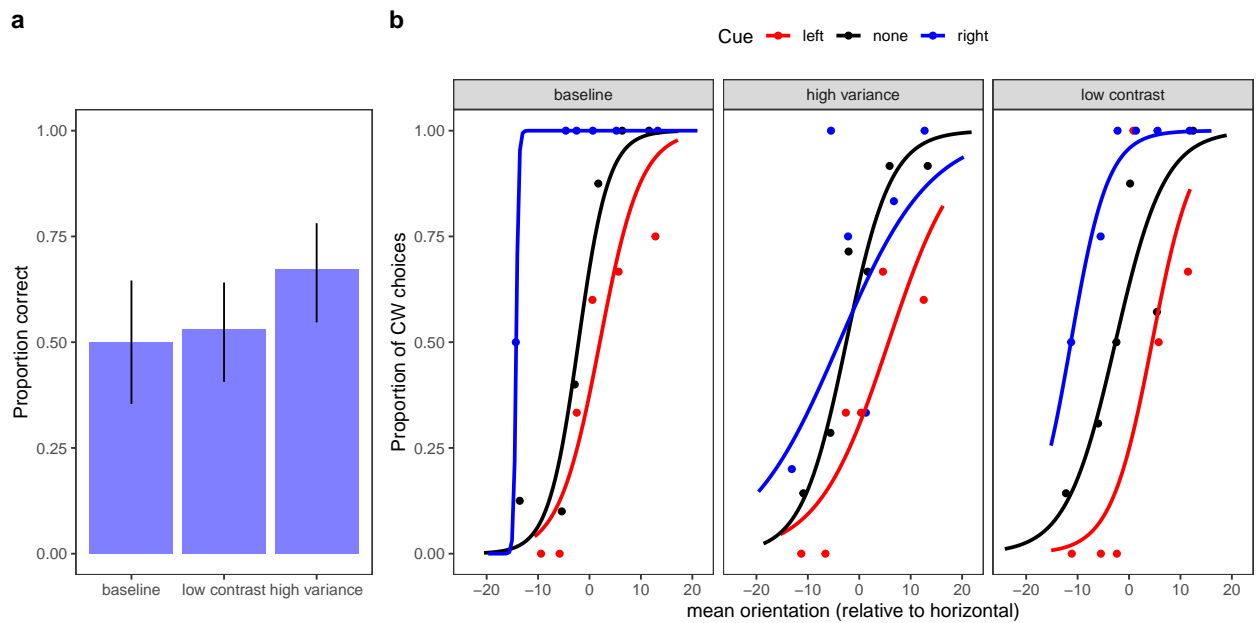 a
b
Cue left none right
baseline
high variance
low contrast
Proportion correct
1.00
0.75
0.50
0.25
0.00
baseline low contrast high variance
Proportion of CW choices
1.00
0.75
0.50
0.25
0.00
−20 −10 0 10 20
−20 −10 0 10 20
−20 −10 0 10 20
mean orientation (relative to horizontal)